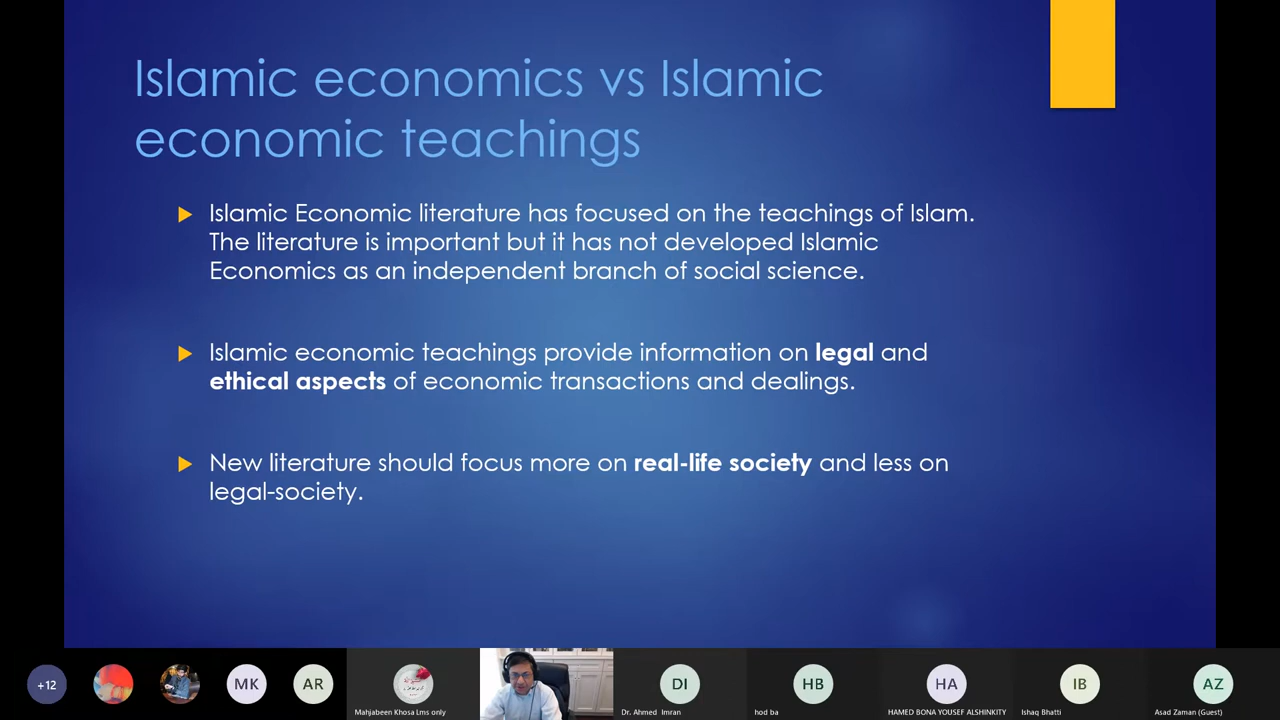 Islamic economics vs Islamic
economic teachings
Islamic Economic literature has focused on the teachings of Islam.
The literature is important but it has not developed Islamic
Economics as an independent branch of social science.
Islamic economic teachings provide information on legal and
ethical aspects of economic transactions and dealings.
New literature should focus more on real-life society and less on
legal-society.
+12
MK
AR
Mahjabeen Khosa Lms only
DI
Dr. Ahmed Imran
HB
hod ba
HA
HAMED BONA YOUSEF ALSHINKITY
IB
Ishaq Bhatti
AZ
Asad Zaman (Guest)